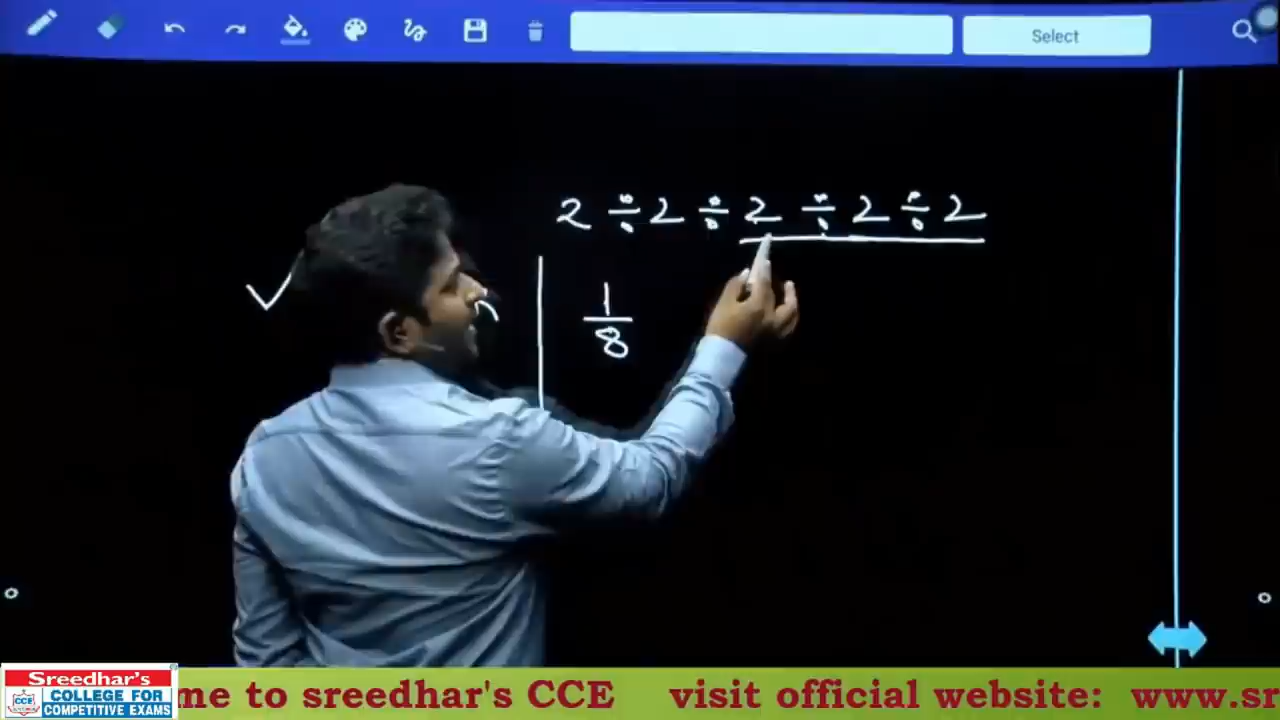 Select
2 ÷ 2 ÷ 2 ÷ 2 ÷ 2
1
8
Sreedhar's
CCE
COLLEGE FOR
COMPETITIVE EXAMS
me to sreedhar's CCE visit official website: www.sr